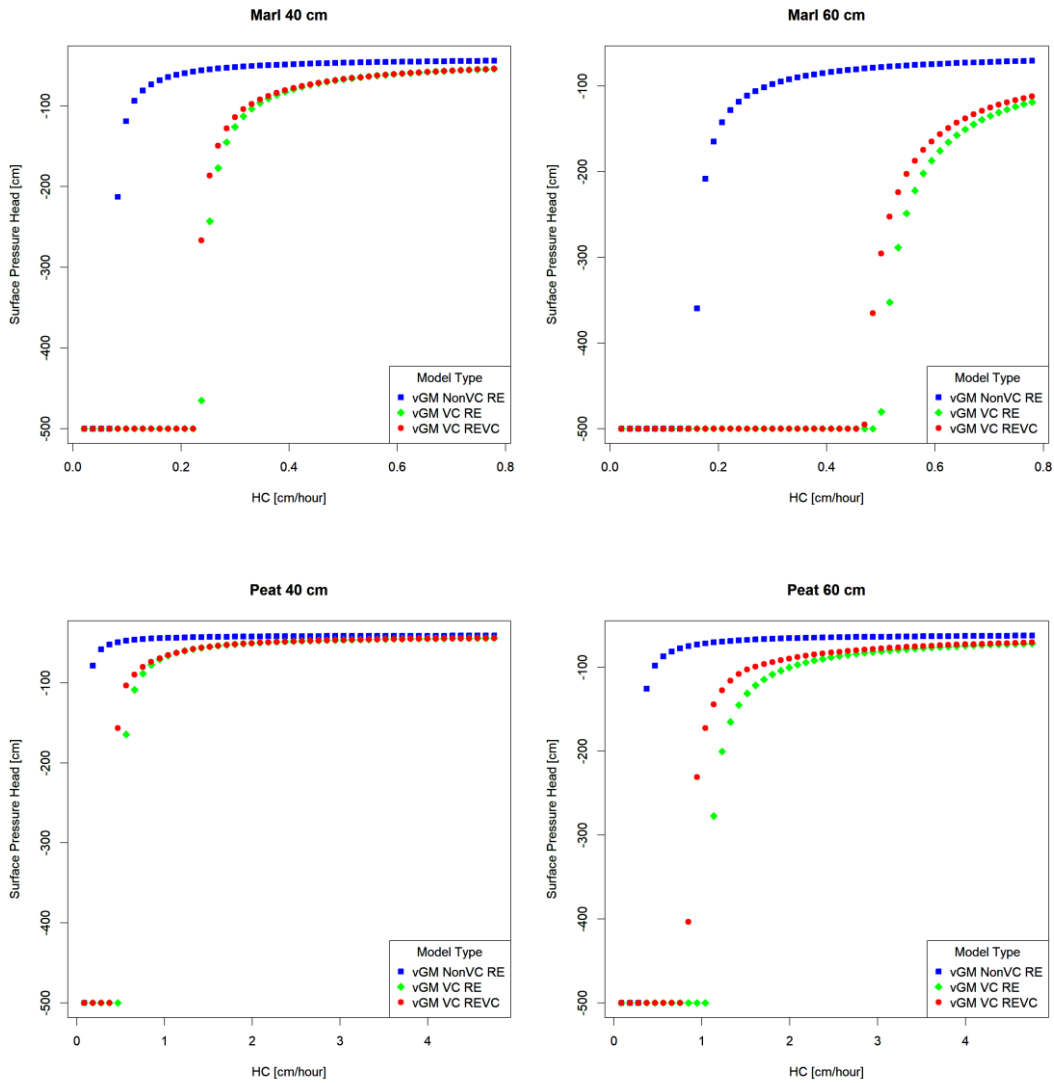 Marl 40 cm
Surface Pressure Head [cm]
-100
-200
-300
-400
-500
0.0 0.2 0.4 0.6 0.8
HC [cm/hour]
Model Type
vGM NonVC RE
vGM VC RE
vGM VC REVC
Marl 60 cm
Surface Pressure Head [cm]
-100
-200
-300
-400
-500
0.0 0.2 0.4 0.6 0.8
HC [cm/hour]
Model Type
vGM NonVC RE
vGM VC RE
vGM VC REVC
Peat 40 cm
Surface Pressure Head [cm]
-100
-200
-300
-400
-500
0 1 2 3 4
HC [cm/hour]
Model Type
vGM NonVC RE
vGM VC RE
vGM VC REVC
Peat 60 cm
Surface Pressure Head [cm]
-100
-200
-300
-400
-500
0 1 2 3 4
HC [cm/hour]
Model Type
vGM NonVC RE
vGM VC RE
vGM VC REVC